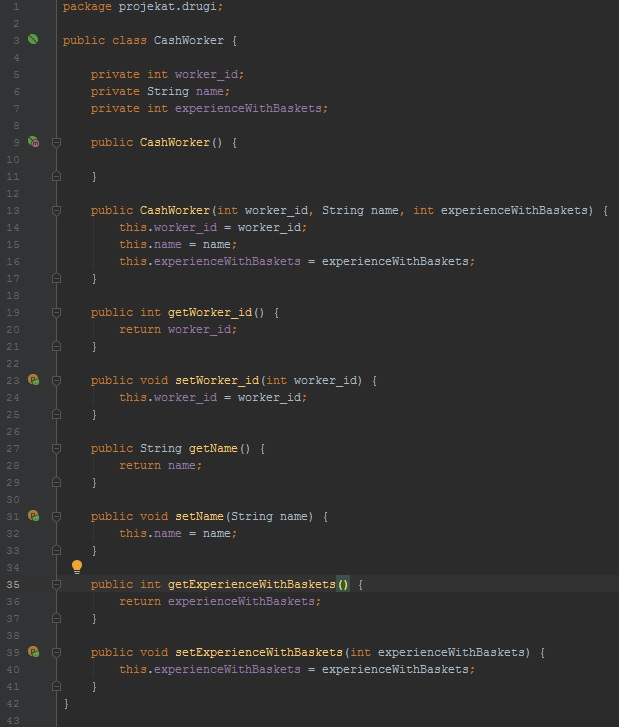 1 package projekat.drugi;
2
3 public class CashWorker {
4
5     private int worker_id;
6     private String name;
7     private int experienceWithBaskets;
8
9     public CashWorker() {
10
11     }
12
13     public CashWorker(int worker_id, String name, int experienceWithBaskets) {
14         this.worker_id = worker_id;
15         this.name = name;
16         this.experienceWithBaskets = experienceWithBaskets;
17     }
18
19     public int getWorker_id() {
20         return worker_id;
21     }
22
23     public void setWorker_id(int worker_id) {
24         this.worker_id = worker_id;
25     }
26
27     public String getName() {
28         return name;
29     }
30
31     public void setName(String name) {
32         this.name = name;
33     }
34
35     public int getExperienceWithBaskets() {
36         return experienceWithBaskets;
37     }
38
39     public void setExperienceWithBaskets(int experienceWithBaskets) {
40         this.experienceWithBaskets = experienceWithBaskets;
41     }
42 }
43